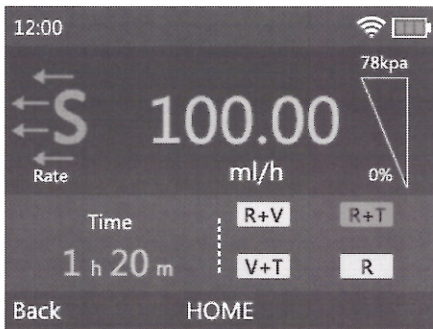 12:00
78kpa
S
100.00
Rate
ml/h
0%
Time
R+V
R+T
1 h 20 m
V+T
R
Back
HOME